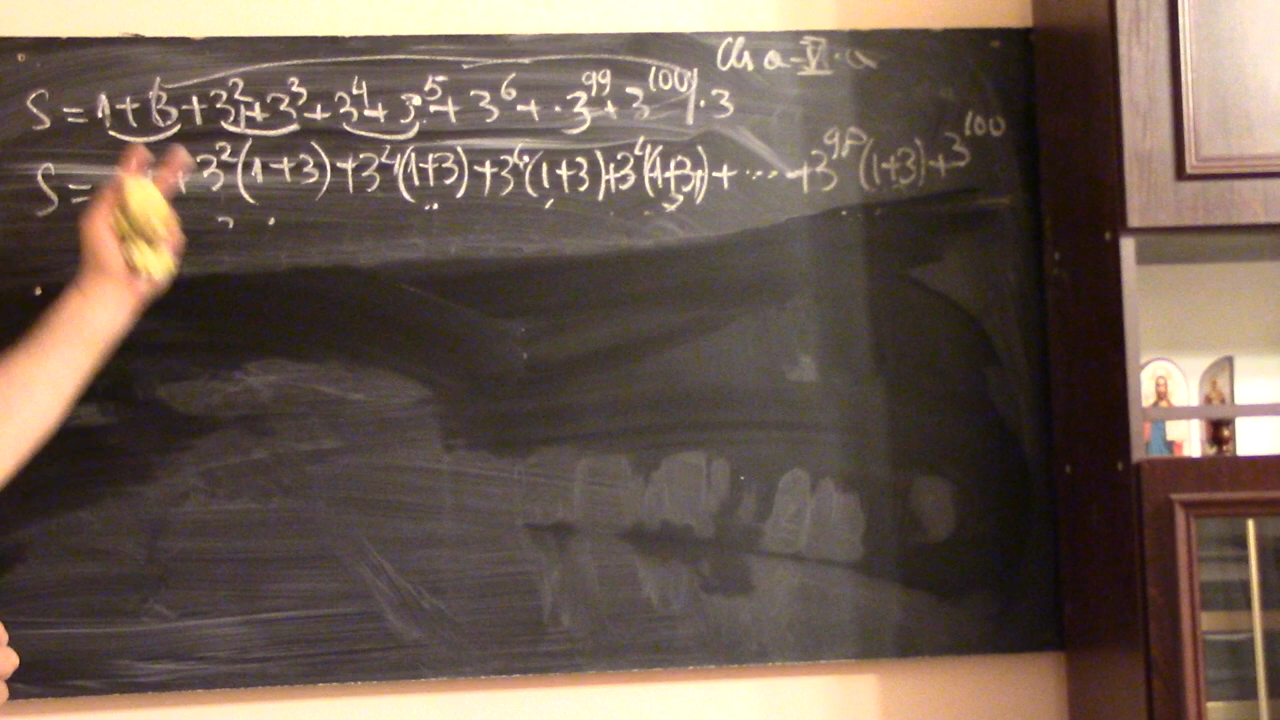 Cls a-V-a
S = 1 + 3 + 3² + 3³ + 3⁴ + 3⁵ + 3⁶ + ... 3⁹⁹ + 3¹⁰⁰ | · 3
S = + 3²(1+3) + 3⁴(1+3) + 3⁶(1+3) + (1+3) + ... + 3⁹⁸(1+3) + 3¹⁰⁰